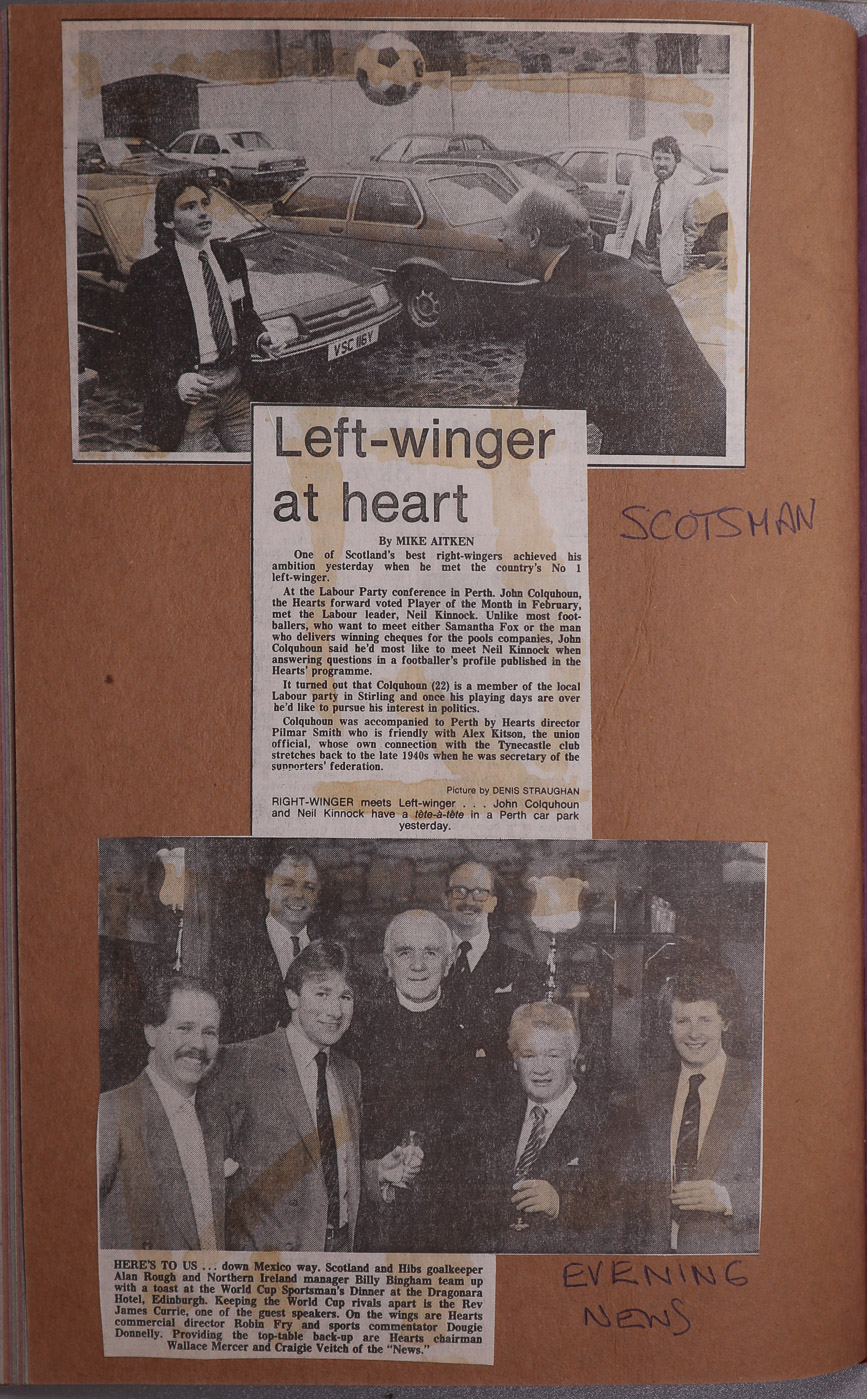 VSC 116Y
Left-winger
at heart
By MIKE AITKEN
One of Scotland's best right-wingers achieved his
ambition yesterday when he met the country's No 1
left-winger.
At the Labour Party conference in Perth. John Colquhoun,
the Hearts forward voted Player of the Month in February,
met the Labour leader, Neil Kinnock. Unlike most foot-
ballers, who want to meet either Samantha Fox or the man
who delivers winning cheques for the pools companies, John
Colquhoun said he'd most like to meet Neil Kinnock when
answering questions in a footballer's profile published in the
Hearts' programme.
It turned out that Colquhoun (22) is a member of the local
Labour party in Stirling and once his playing days are over
he'd like to pursue his interest in politics.
Colquhoun was accompanied to Perth by Hearts director
Pilmar Smith who is friendly with Alex Kitson, the union
official, whose own connection with the Tynecastle club
stretches back to the late 1940s when he was secretary of the
supporters' federation.
Picture by DENIS STRAUGHAN
RIGHT-WINGER meets Left-winger . . . John Colquhoun
and Neil Kinnock have a tête-à-tête in a Perth car park
yesterday.
SCOTSMAN
HERE'S TO US ... down Mexico way. Scotland and Hibs goalkeeper
Alan Rough and Northern Ireland manager Billy Bingham team up
with a toast at the World Cup Sportsman's Dinner at the Dragonara
Hotel, Edinburgh. Keeping the World Cup rivals apart is the Rev
James Currie, one of the guest speakers. On the wings are Hearts
commercial director Robin Fry and sports commentator Dougie
Donnelly. Providing the top-table back-up are Hearts chairman
Wallace Mercer and Craigie Veitch of the "News."
EVENING
NEWS